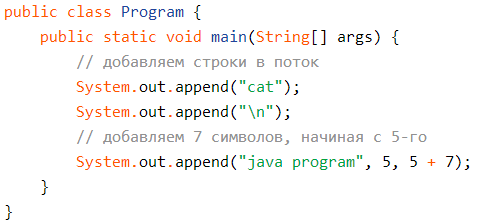 public class Program {
    public static void main(String[] args) {
        // добавляем строки в поток
        System.out.append("cat");
        System.out.append("\n");
        // добавляем 7 символов, начиная с 5-го
        System.out.append("java program", 5, 5 + 7);
    }
}